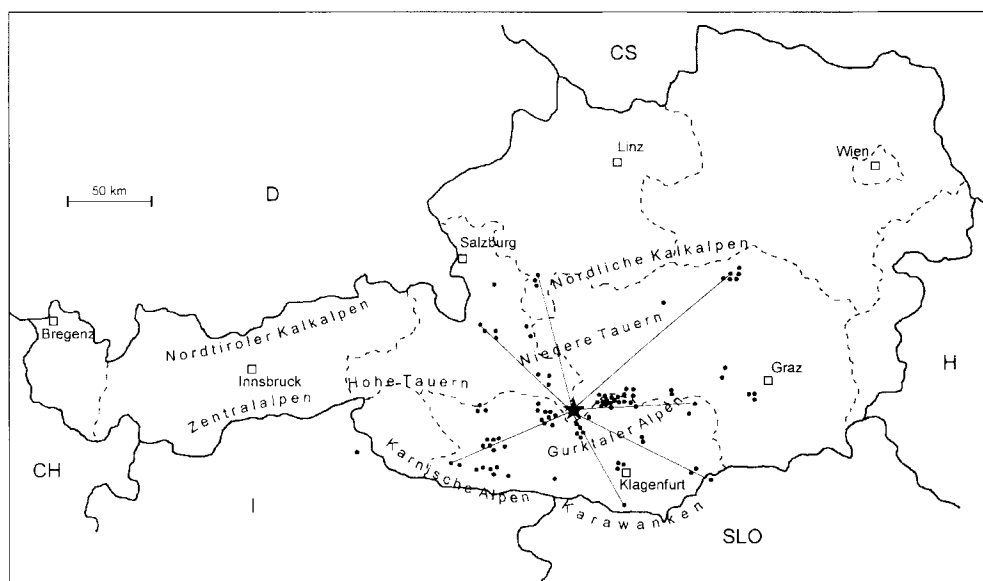 CS
Linz
Wien
50 km
D
Salzburg
Nördliche Kalkalpen
Bregenz
Nordtiroler Kalkalpen
Niedere Tauern
H
Innsbruck
Hohe Tauern
Graz
Zentralalpen
Gurktaler Alpen
Karnische Alpen
CH
Klagenfurt
I
Karawanken
SLO